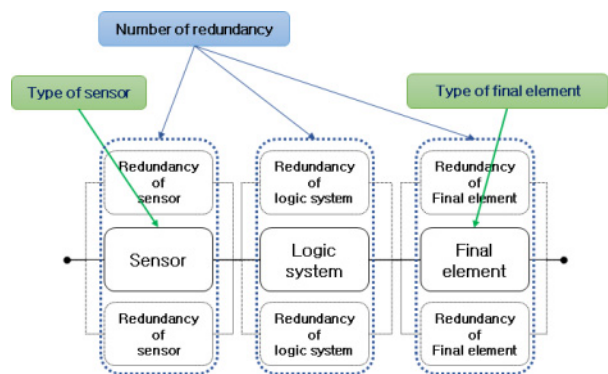 Number of redundancy
Type of sensor
Type of final element
Redundancy
of
sensor
Redundancy
of
logic system
Redundancy
of
Final element
Sensor
Logic
system
Final
element
Redundancy
of
sensor
Redundancy
of
logic system
Redundancy
of
Final element